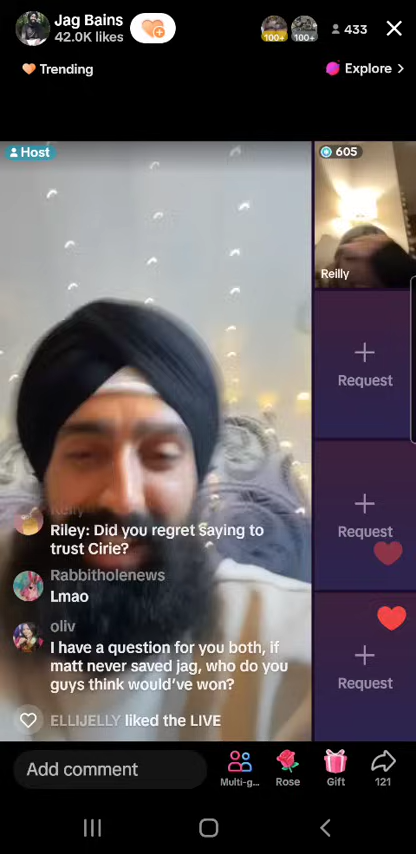 Jag Bains
42.0K likes
100+
100+
433
Trending
Explore >
Host
605
Reilly
Request
Request
Request
Riley: Did you regret saying to
trust Cirie?
Rabbitholenews
Lmao
oliv
I have a question for you both, if
matt never saved jag, who do you
guys think would've won?
ELLIJELLY liked the LIVE
Add comment
Multi-g...
Rose
Gift
121